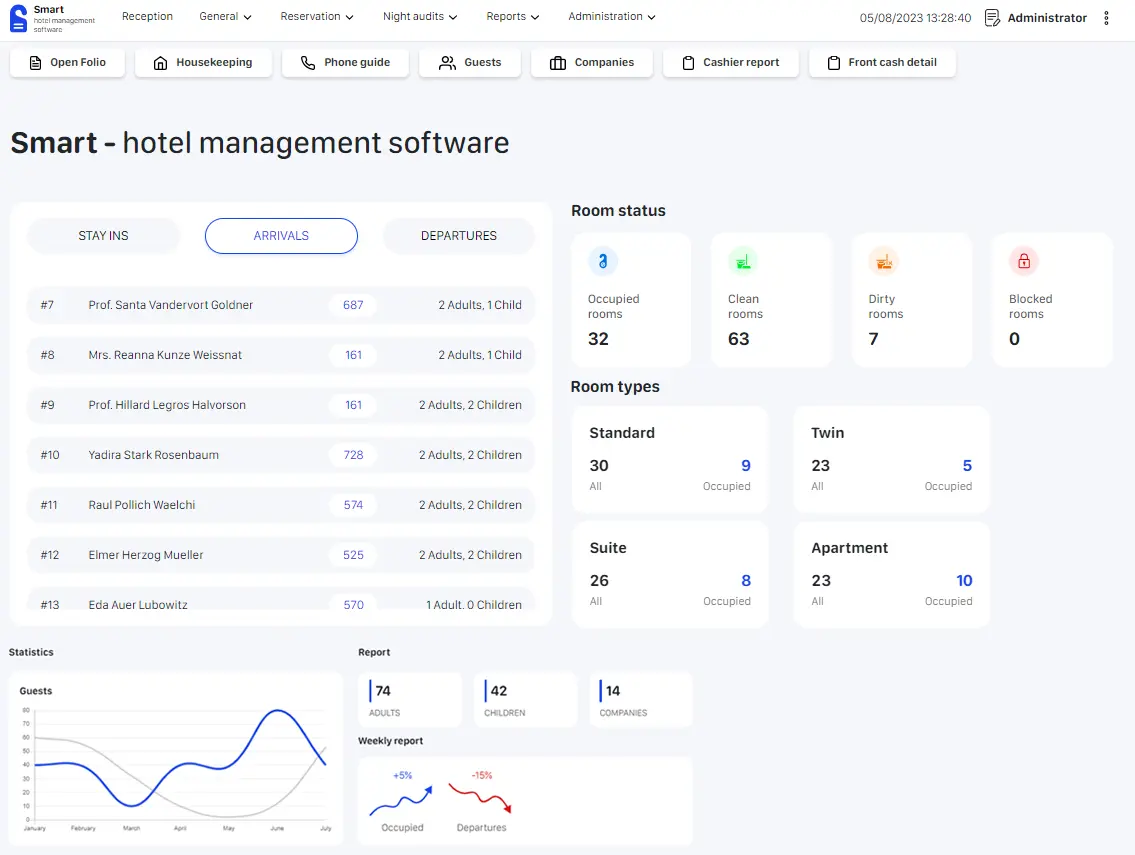 Smart
hotel management
software
Reception General Reservation Night audits Reports Administration 05/08/2023 13:28:40 Administrator
Open Folio Housekeeping Phone guide Guests Companies Cashier report Front cash detail
Smart - hotel management software
STAY INS ARRIVALS DEPARTURES
#7 Prof. Santa Vandervort Goldner 687 2 Adults, 1 Child
#8 Mrs. Reanna Kunze Weissnat 161 2 Adults, 1 Child
#9 Prof. Hillard Legros Halvorson 161 2 Adults, 2 Children
#10 Yadira Stark Rosenbaum 728 2 Adults, 2 Children
#11 Raul Pollich Waelchi 574 2 Adults, 2 Children
#12 Elmer Herzog Mueller 525 2 Adults, 2 Children
#13 Eda Auer Lubowitz 570 1 Adult, 0 Children
Room status
Occupied rooms
32
Clean rooms
63
Dirty rooms
7
Blocked rooms
0
Room types
Standard
30 9
All Occupied
Twin
23 5
All Occupied
Suite
26 8
All Occupied
Apartment
23 10
All Occupied
Statistics
Guests
80
70
60
50
40
30
20
10
0
January February March April May June July
Report
74
ADULTS
42
CHILDREN
14
COMPANIES
Weekly report
+5% -15%
Occupied Departures